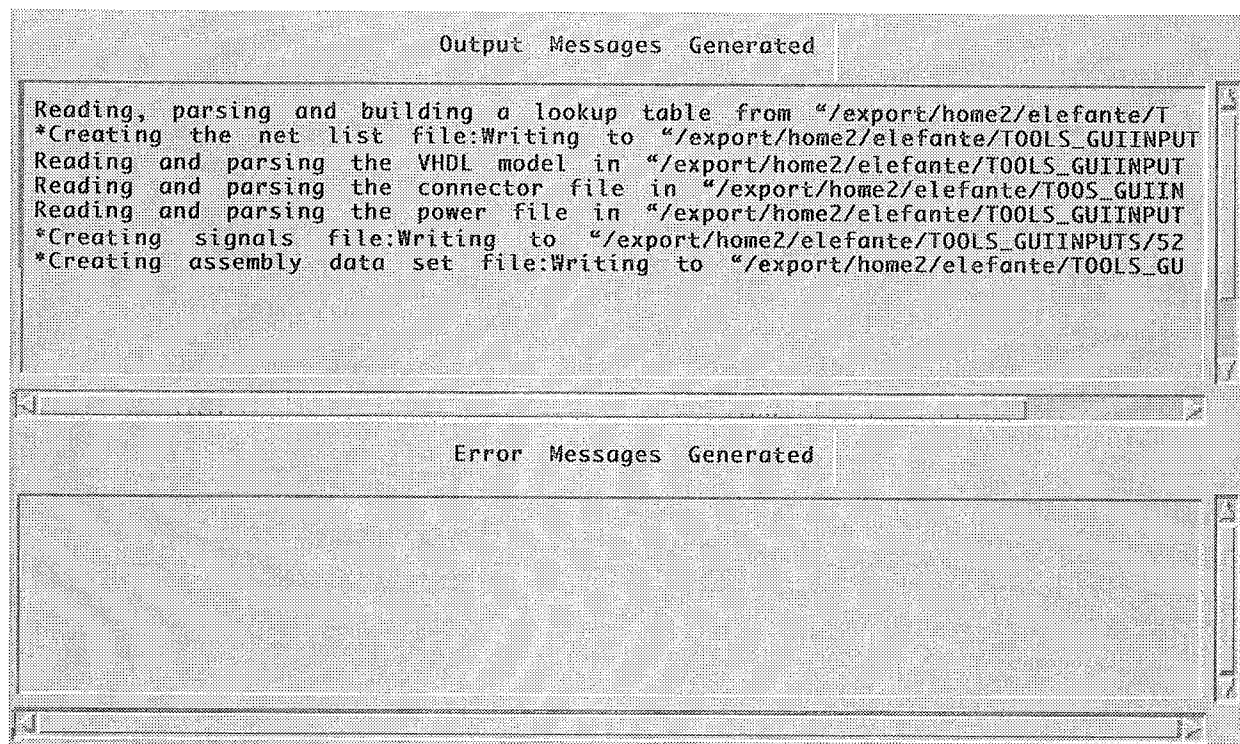 Output Messages Generated
Reading, parsing and building a lookup table from “/export/home2/elefante/T
*Creating the net list file:Writing to “/export/home2/elefante/TOOLS_GUIINPUT
Reading and parsing the VHDL model in “/export/home2/elefante/TOOLS_GUIINPUT
Reading and parsing the connector file in “/export/home2/elefante/TOOS_GUIIN
Reading and parsing the power file in “/export/home2/elefante/TOOLS_GUIINPUT
*Creating signals file:Writing to “/export/home2/elefante/TOOLS_GUIINPUTS/52
*Creating assembly data set file:Writing to “/export/home2/elefante/TOOLS_GU
Error Messages Generated